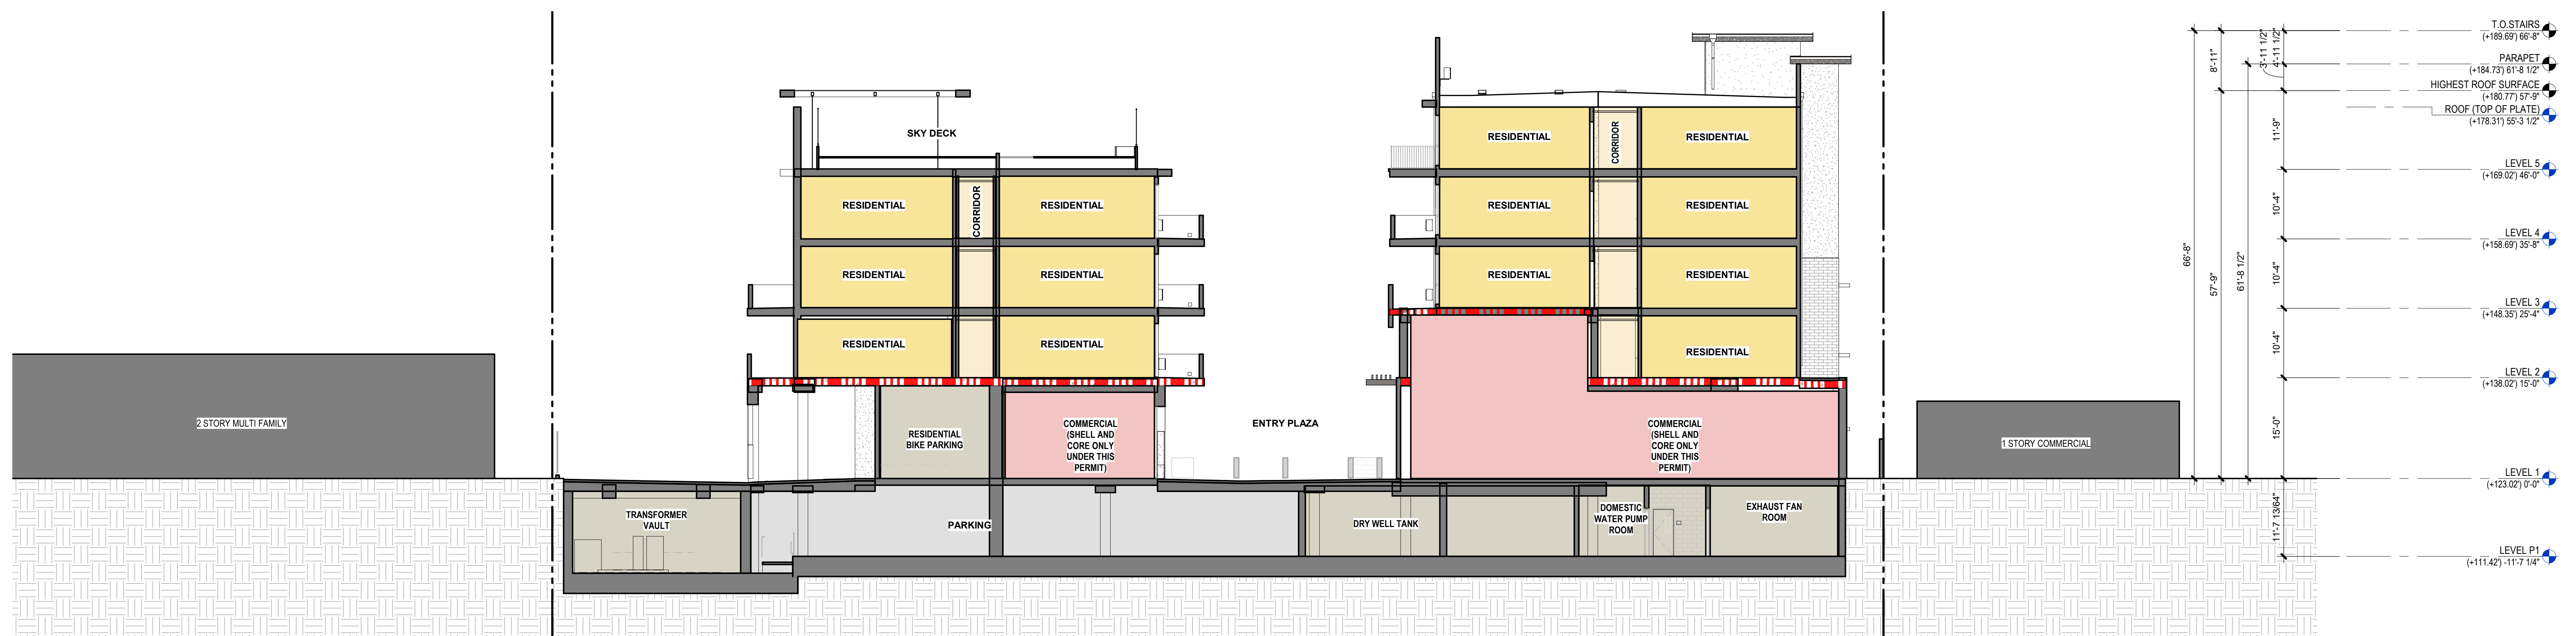 T.O.STAIRS
(+189.69') 66'-8"
PARAPET
(+184.73') 61'-8 1/2"
HIGHEST ROOF SURFACE
(+180.77') 57'-9"
ROOF (TOP OF PLATE)
(+178.31') 55'-3 1/2"
LEVEL 5
(+169.02') 46'-0"
LEVEL 4
(+158.69') 35'-8"
LEVEL 3
(+148.35') 25'-4"
LEVEL 2
(+138.02') 15'-0"
LEVEL 1
(+123.02') 0'-0"
LEVEL P1
(+111.42') -11'-7 1/4"
66'-8"
8'-11"
57'-9"
61'-8 1/2"
3'-11 1/2"
4'-11 1/2"
11'-9"
10'-4"
10'-4"
10'-4"
15'-0"
11'-7 13/64"
SKY DECK
RESIDENTIAL
CORRIDOR
RESIDENTIAL
RESIDENTIAL
RESIDENTIAL
RESIDENTIAL
RESIDENTIAL
RESIDENTIAL
CORRIDOR
RESIDENTIAL
RESIDENTIAL
RESIDENTIAL
RESIDENTIAL
RESIDENTIAL
RESIDENTIAL
2 STORY MULTI FAMILY
RESIDENTIAL
BIKE PARKING
COMMERCIAL
(SHELL AND
CORE ONLY
UNDER THIS
PERMIT)
ENTRY PLAZA
COMMERCIAL
(SHELL AND
CORE ONLY
UNDER THIS
PERMIT)
1 STORY COMMERCIAL
TRANSFORMER
VAULT
PARKING
DRY WELL TANK
DOMESTIC
WATER PUMP
ROOM
EXHAUST FAN
ROOM